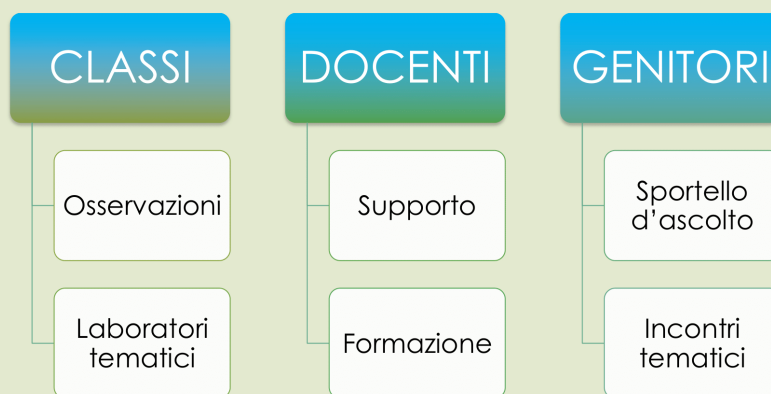 CLASSI
Osservazioni
Laboratori
tematici
DOCENTI
Supporto
Formazione
GENITORI
Sportello
d’ascolto
Incontri
tematici